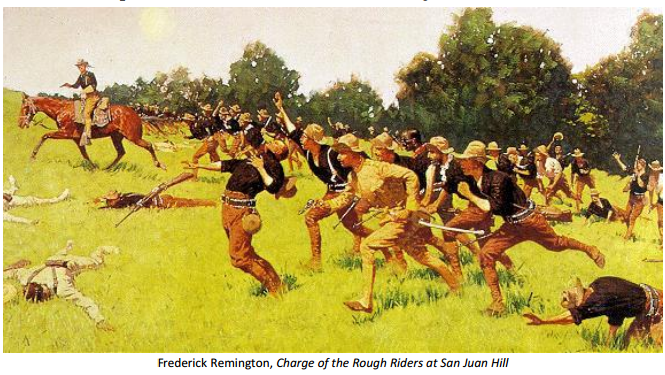 Frederick Remington, Charge of the Rough Riders at San Juan Hill